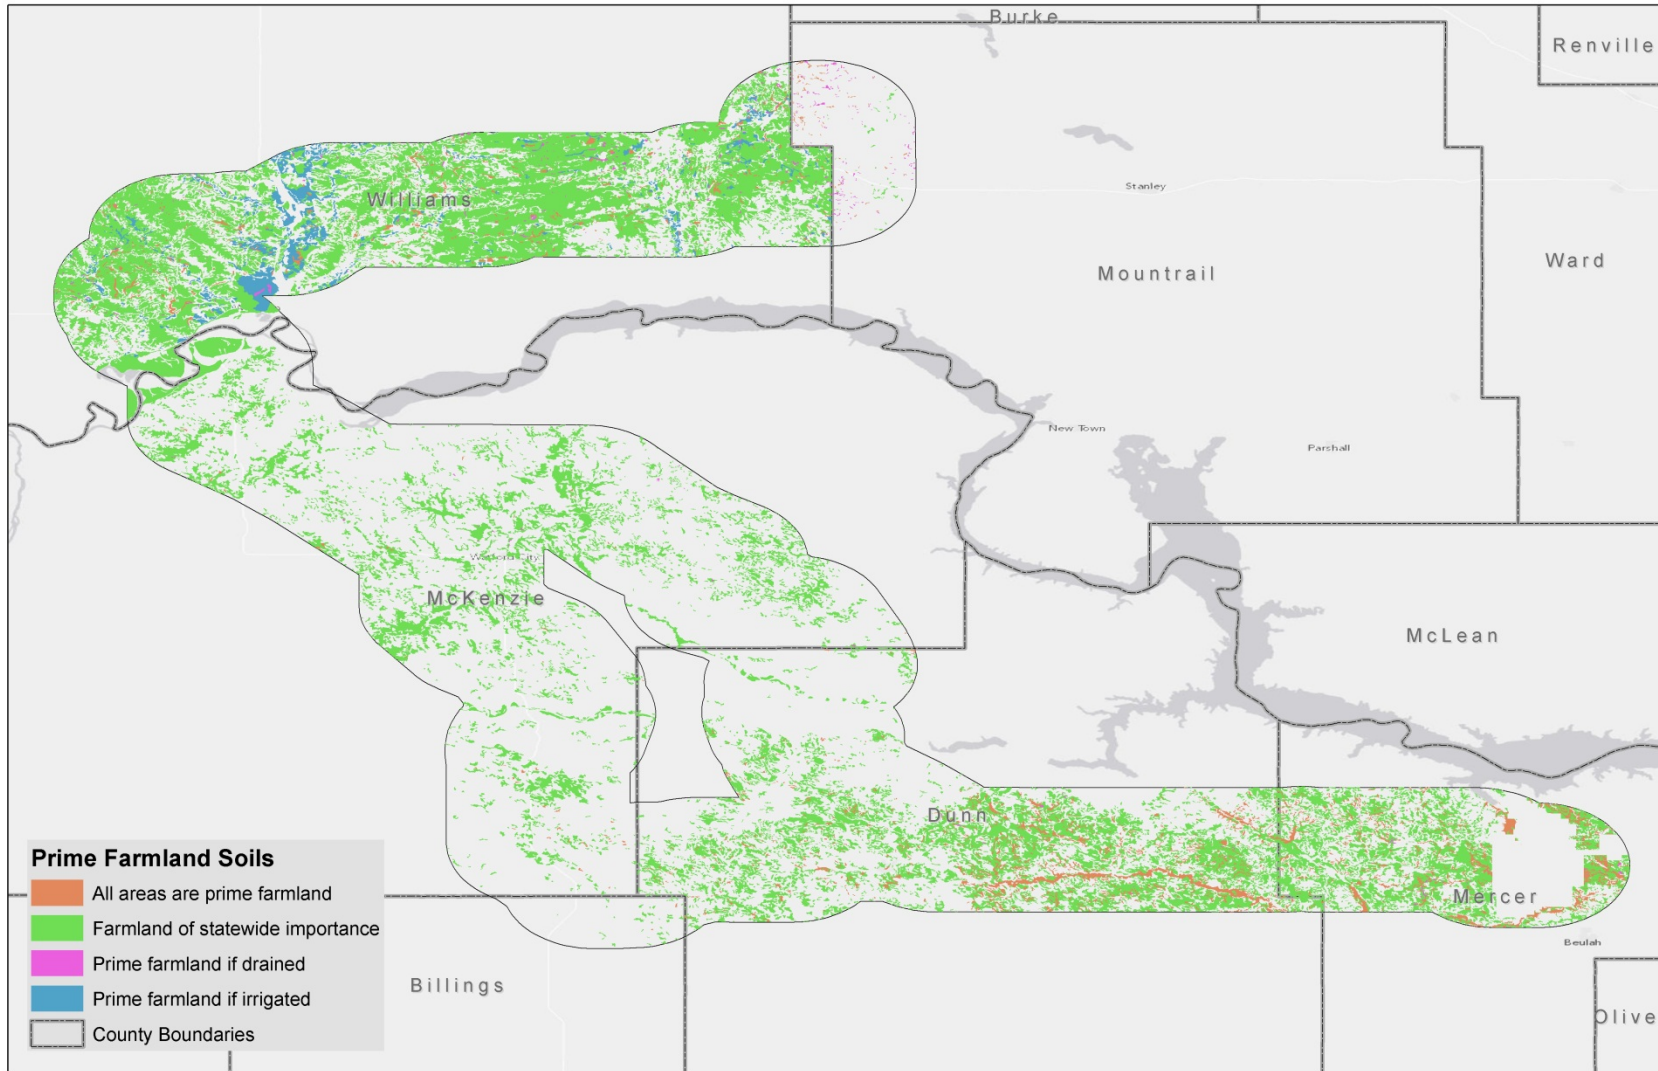 Burke
Renville
Stanley
Williams
Ward
Mountrail
New Town
Parshall
Watford City
McKenzie
McLean
Dunn
Prime Farmland Soils
All areas are prime farmland
Farmland of statewide importance
Prime farmland if drained
Prime farmland if irrigated
County Boundaries
Mercer
Beulah
Billings
Olive